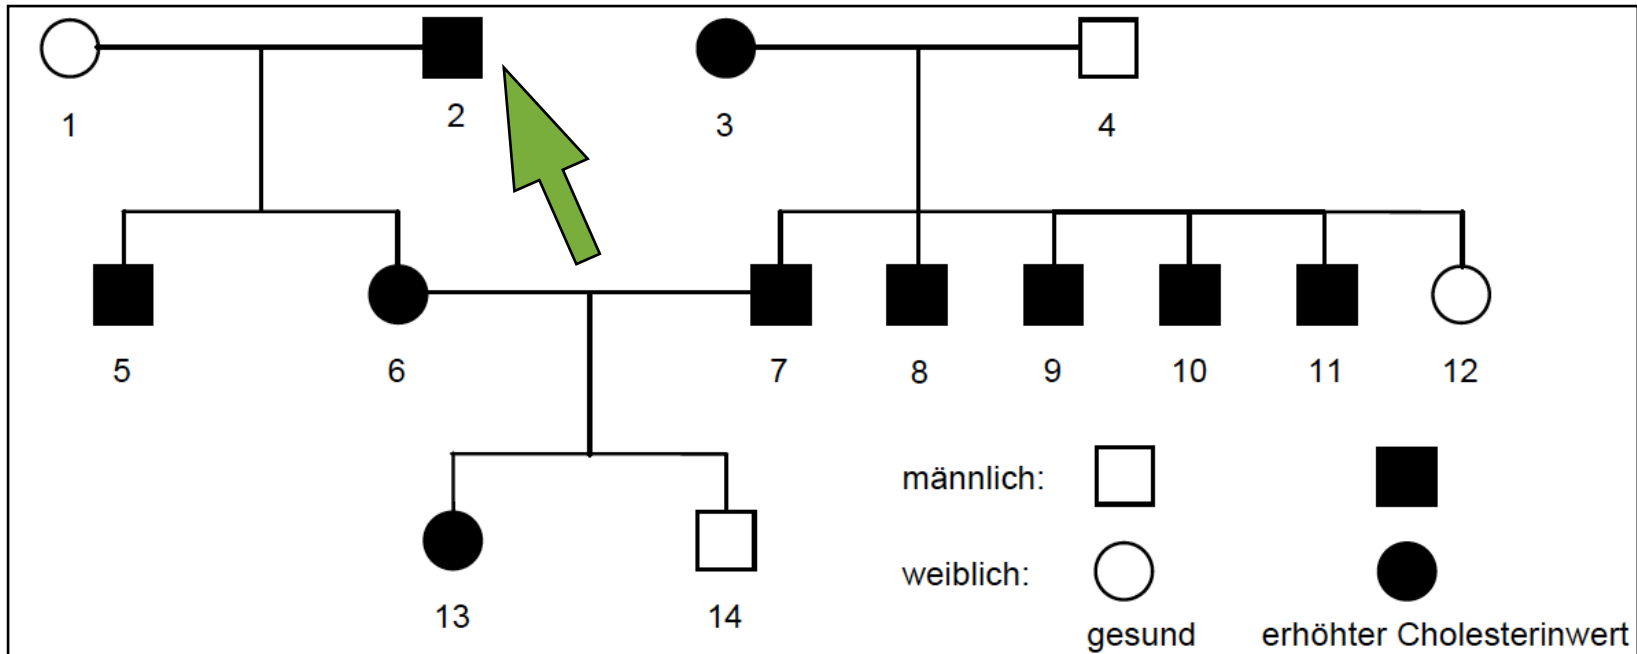 1 2 3 4
5 6 7 8 9 10 11 12
männlich:
weiblich:
13 14
gesund erhöhter Cholesterinwert